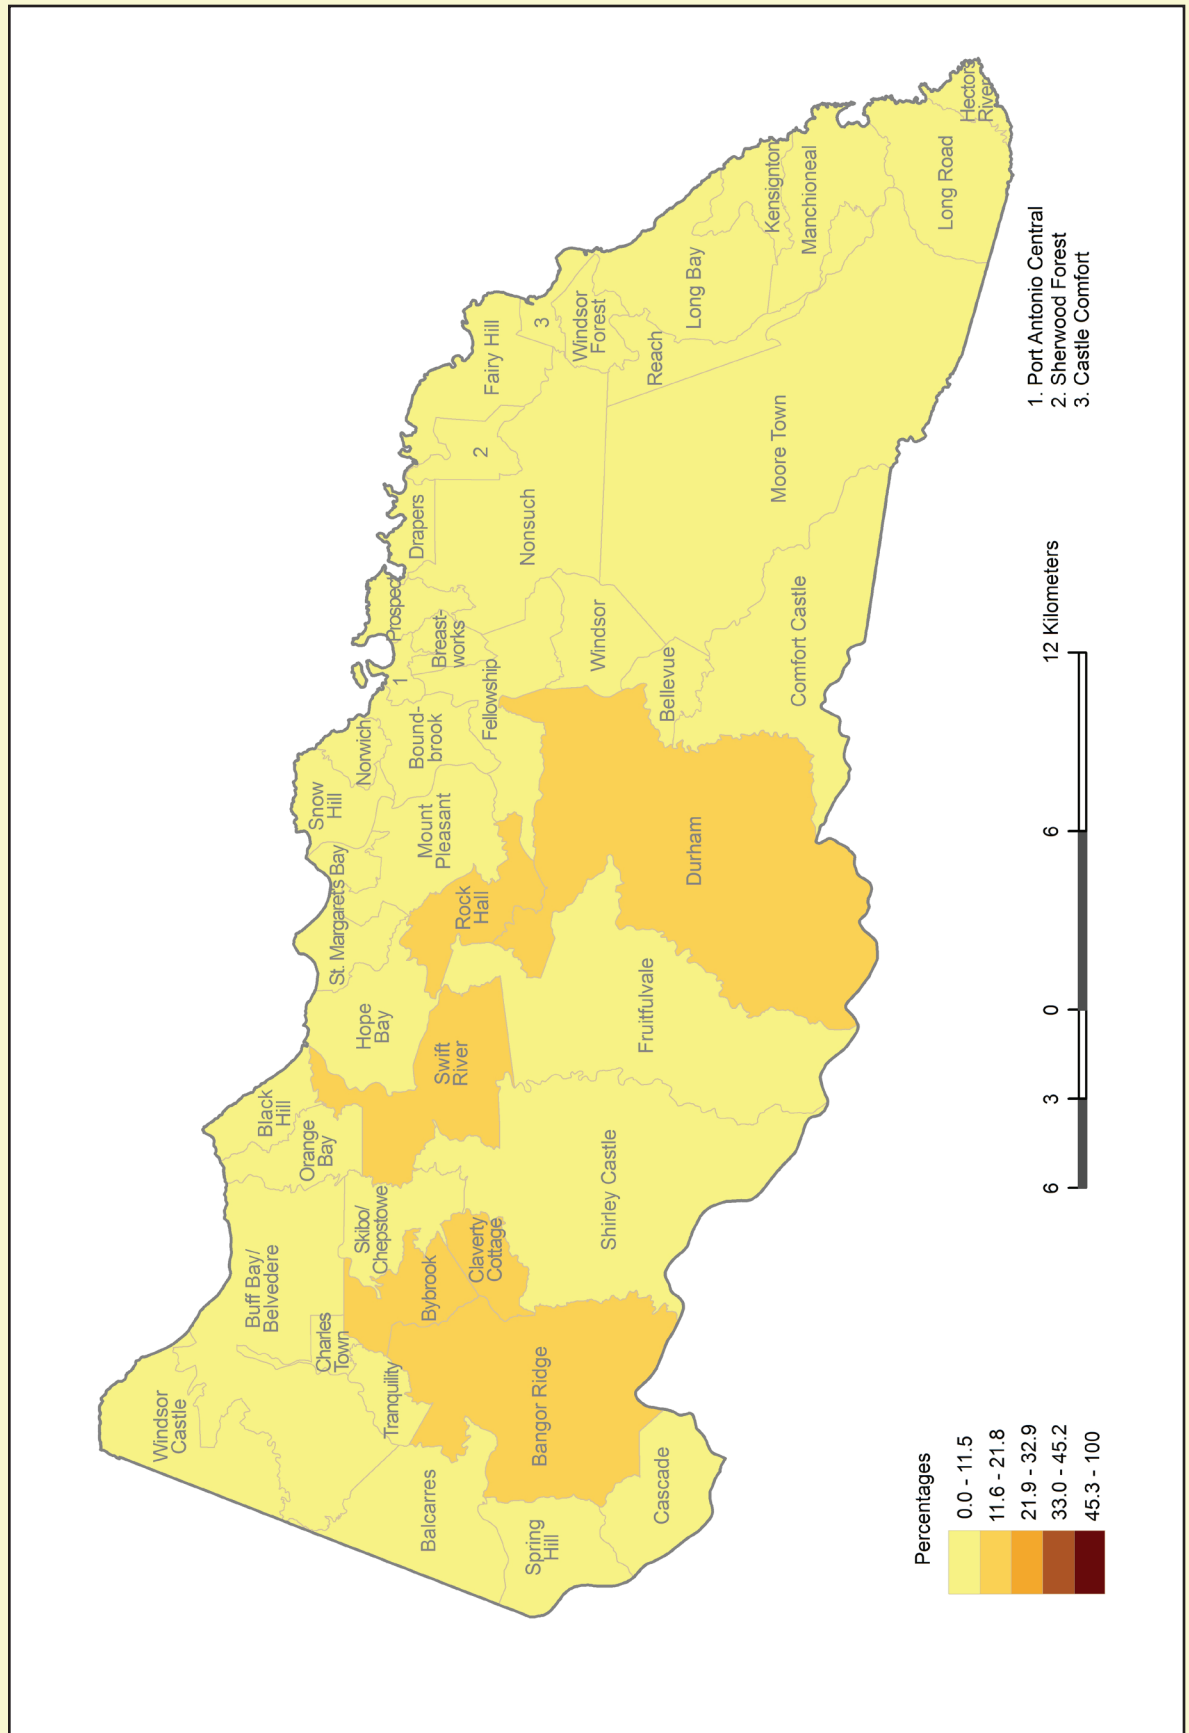 Windsor
Castle
Buff Bay/
Belvedere
Charles
Town
Tranquility
Balcarres
Spring
Hill
Cascade
Bangor Ridge
Bybrook
Claverty
Cottage
Skibo/
Chepstowe
Orange
Bay
Black
Hill
Shirley Castle
Swift
River
Hope
Bay
Fruitfulvale
St. Margaret's Bay
Rock
Hall
Snow
Hill
Norwich
Mount
Pleasant
Bound-
brook
Durham
Fellowship
1
Breast-
works
Prospect
Bellevue
Windsor
Comfort Castle
Drapers
Nonsuch
2
Moore Town
Fairy Hill
3
Windsor
Forest
Reach
Long Bay
Kensignton
Manchioneal
Long Road
Hectors
River
1. Port Antonio Central
2. Sherwood Forest
3. Castle Comfort
6 3 0 6 12 Kilometers
Percentages
0.0 - 11.5
11.6 - 21.8
21.9 - 32.9
33.0 - 45.2
45.3 - 100